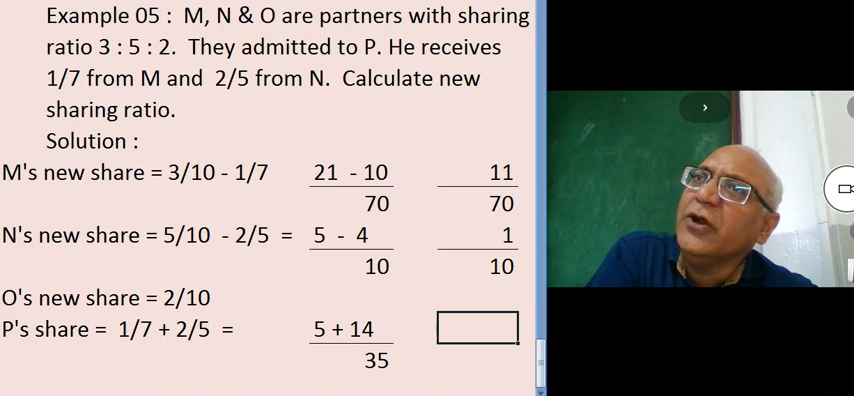 Example 05 : M, N & O are partners with sharing
ratio 3 : 5 : 2. They admitted to P. He receives
1/7 from M and 2/5 from N. Calculate new
sharing ratio.
Solution :
M's new share = 3/10 - 1/7 21 - 10 11
70 70
N's new share = 5/10 - 2/5 = 5 - 4 1
10 10
O's new share = 2/10
P's share = 1/7 + 2/5 = 5 + 14
35